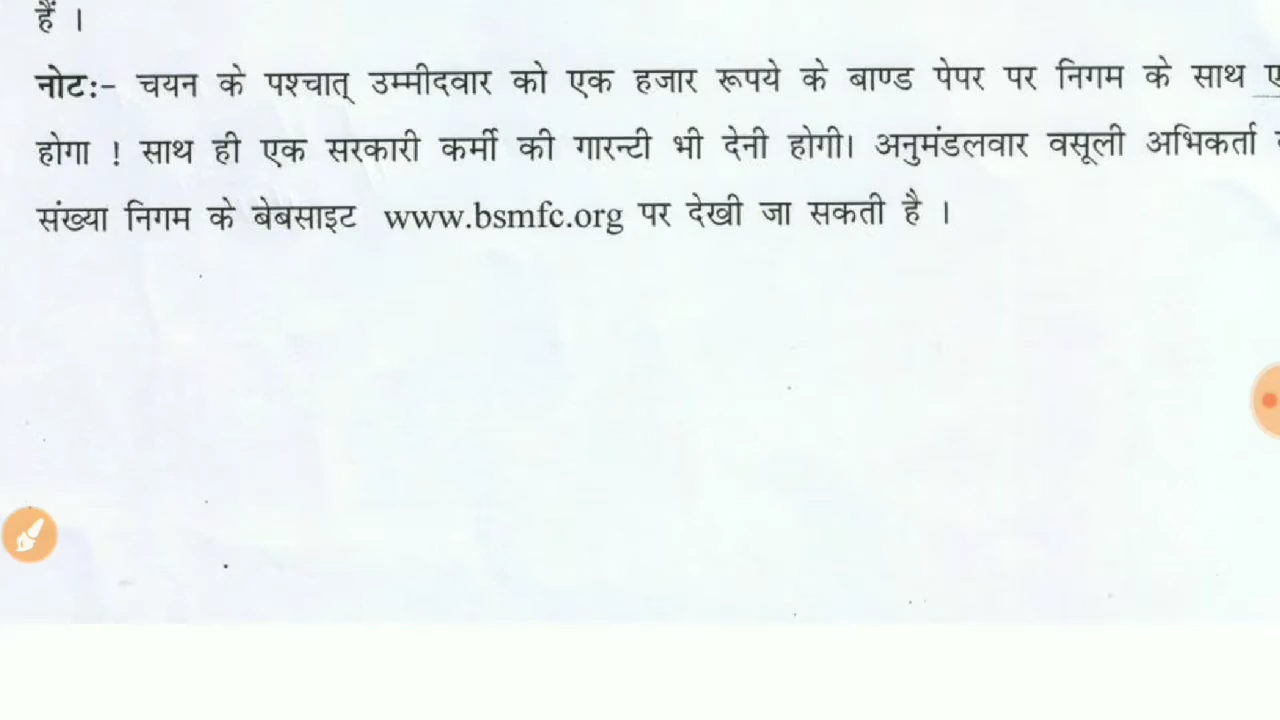 हैं ।
नोटः- चयन के पश्चात् उम्मीदवार को एक हजार रूपये के बाण्ड पेपर पर निगम के साथ
होगा ! साथ ही एक सरकारी कर्मी की गारन्टी भी देनी होगी। अनुमंडलवार वसूली अभिकर्ता
संख्या निगम के बेबसाइट www.bsmfc.org पर देखी जा सकती है ।